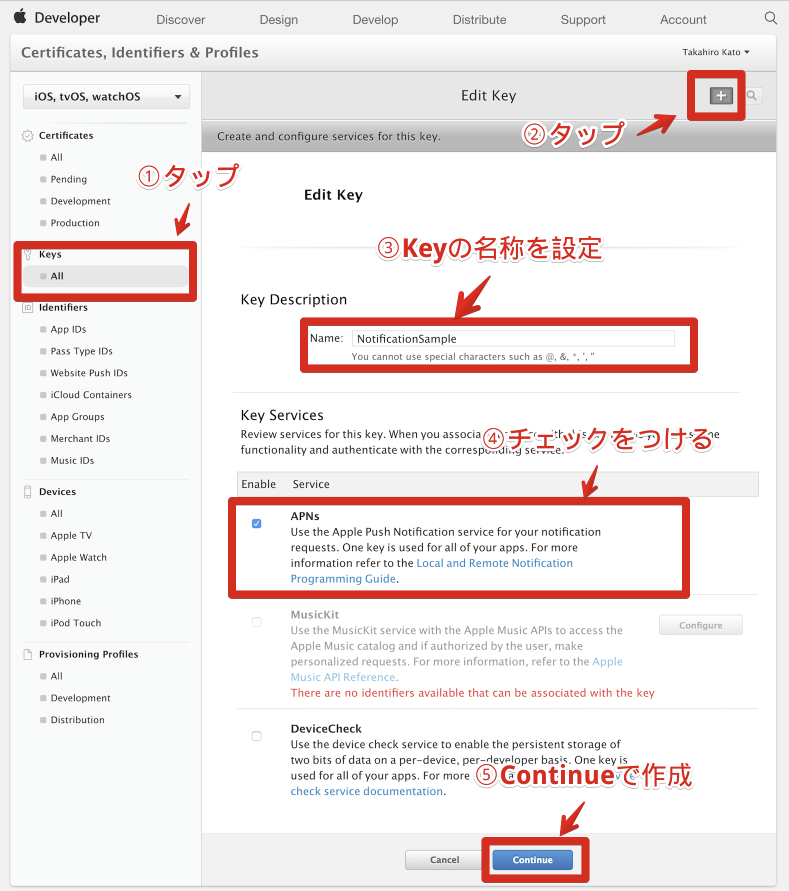 Developer
Discover
Design
Develop
Distribute
Support
Account
Certificates, Identifiers & Profiles
Takahiro Kato
iOS, tvOS, watchOS
Certificates
All
Pending
Development
Production
Keys
All
Identifiers
App IDs
Pass Type IDs
Website Push IDs
iCloud Containers
App Groups
Merchant IDs
Music IDs
Devices
All
Apple TV
Apple Watch
iPad
iPhone
iPod Touch
Provisioning Profiles
All
Development
Distribution
①タップ
Edit Key
②タップ
Create and configure services for this key.
Edit Key
③Keyの名称を設定
Key Description
Name: NotificationSample
You cannot use special characters such as @, &, *, ', "
Key Services
Review services for this key. When you
④チェックをつける
functionality and authenticate with the corresponding service.
Enable Service
APNs
Use the Apple Push Notification service for your notification
requests. One key is used for all of your apps. For more
information refer to the Local and Remote Notification
Programming Guide.
MusicKit
Use the MusicKit service with the Apple Music APIs to access the
Apple Music catalog and if authorized by the user, make
personalized requests. For more information, refer to the Apple
Music API Reference.
There are no identifiers available that can be associated with the key
Configure
DeviceCheck
Use the device check service to enable the persistent storage of
two bits of data on a per-device, per-developer basis. One key is
used for all of your apps. For more
⑤Continueで作成
check service documentation.
Cancel
Continue